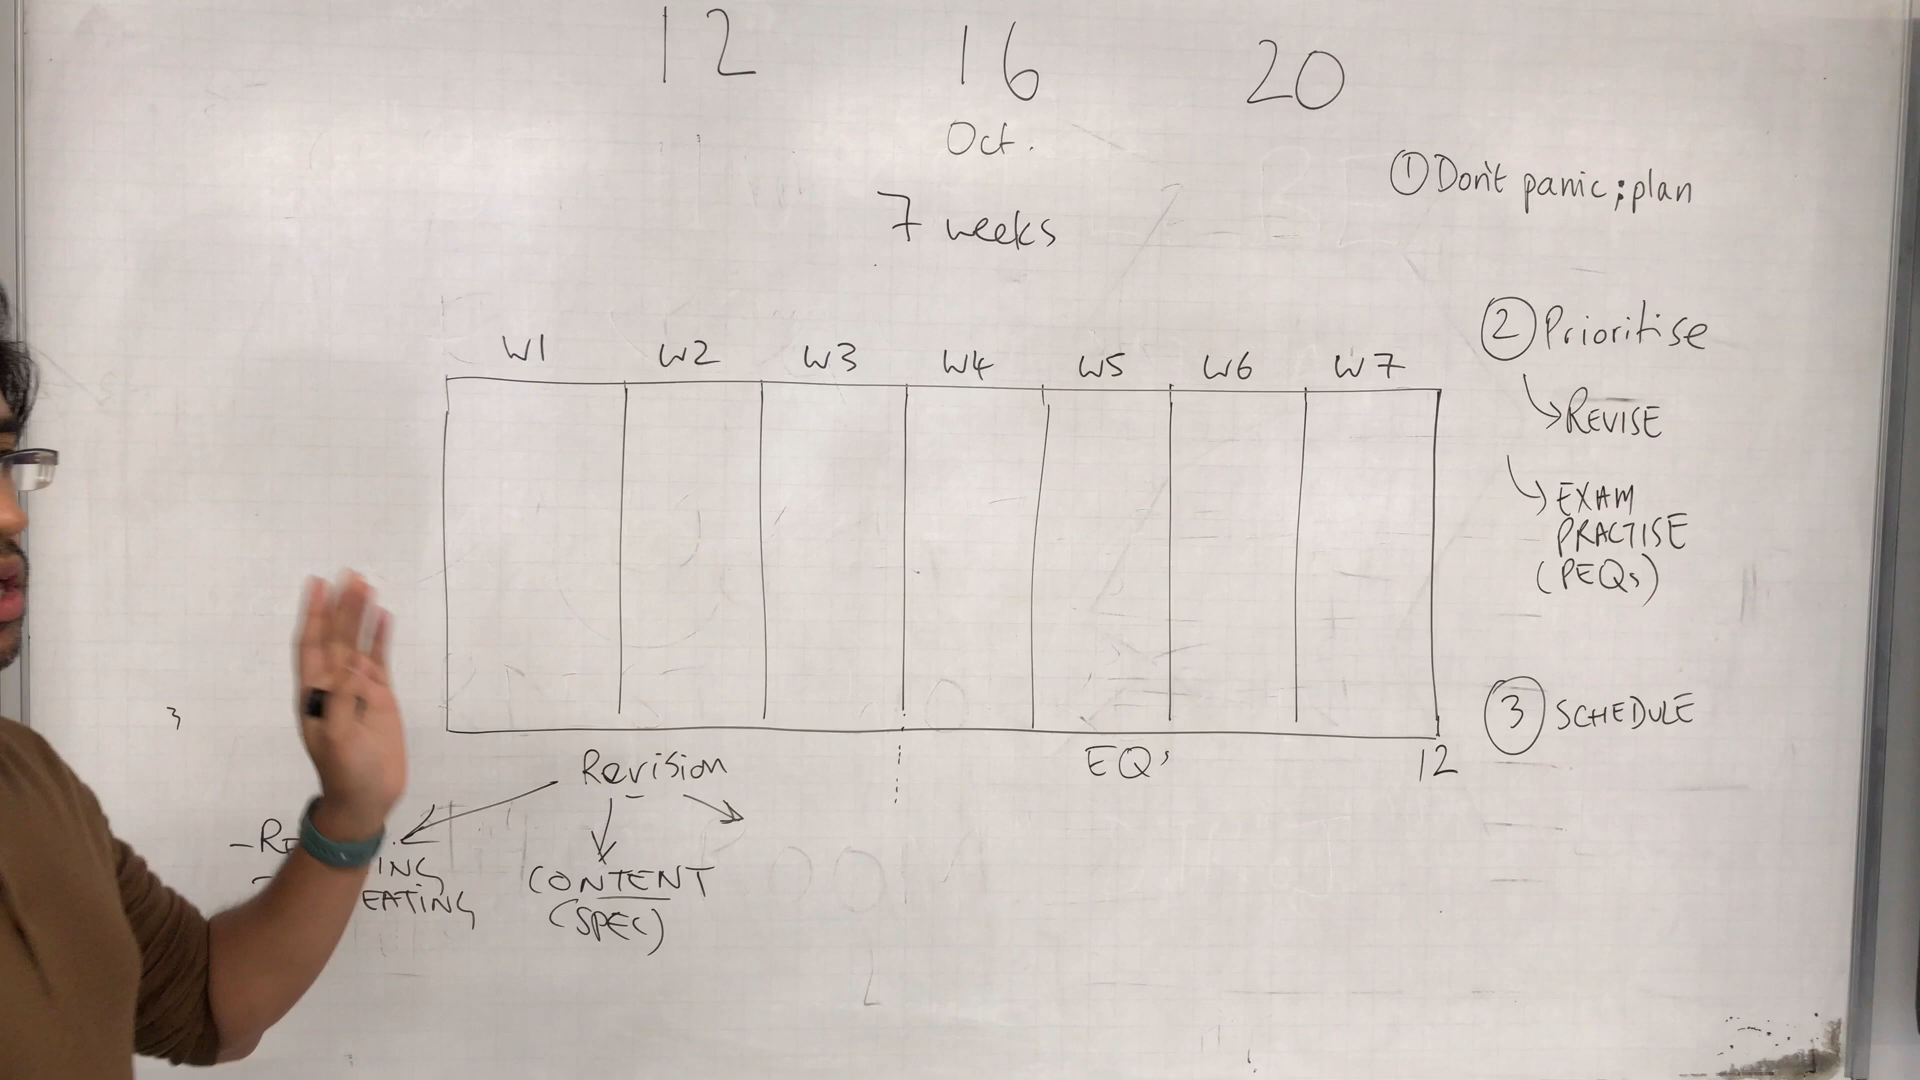 12 16 20
Oct.
7 weeks
① Don't panic; plan
W1 W2 W3 W4 W5 W6 W7
② Prioritise
REVISE
EXAM
PRACTISE
(PEQs)
③ SCHEDULE
Revision
EQs
12
CONTENT
(SPEC)